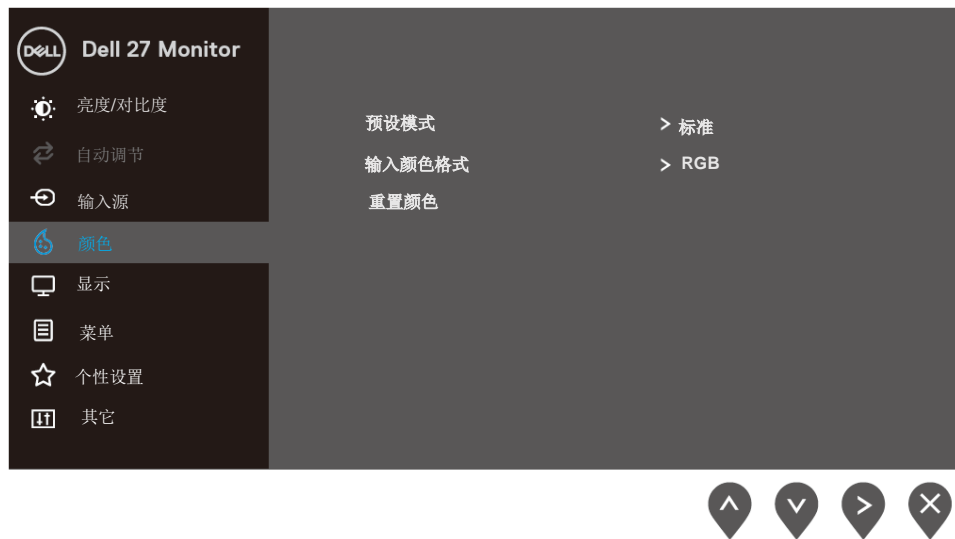 DELL
Dell 27 Monitor
亮度/对比度
自动调节
输入源
颜色
显示
菜单
个性设置
其它
预设模式 > 标准
输入颜色格式 > RGB
重置颜色